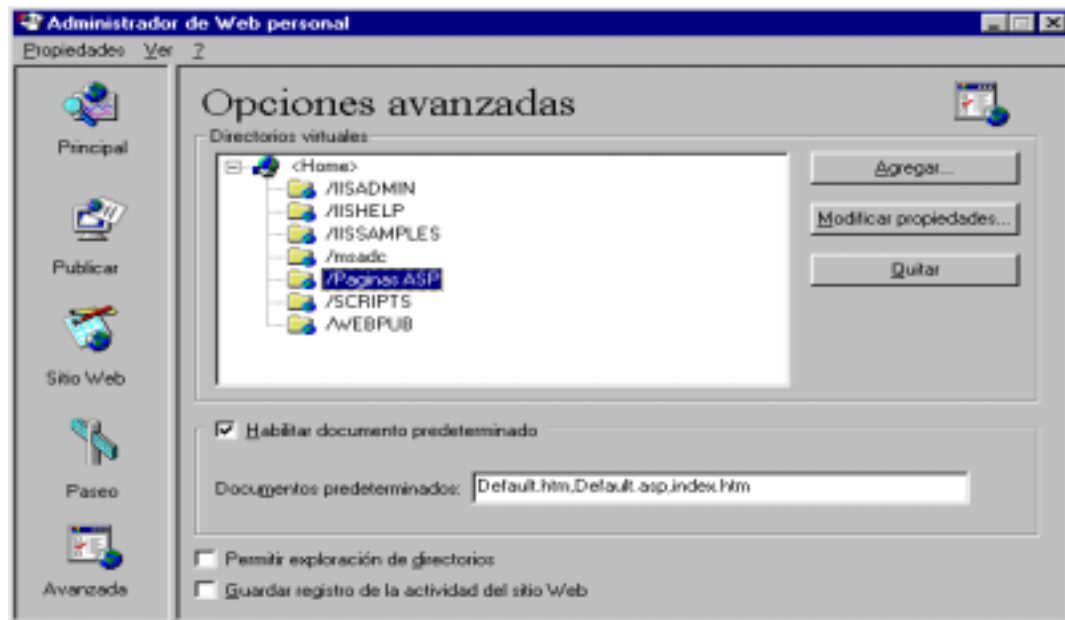 Administrador de Web personal
Propiedades Ver ?
Principal
Publicar
Sitio Web
Paseo
Avanzada
Opciones avanzadas
Directorios virtuales
<Home>
/IISADMIN
/IISHELP
/IISSAMPLES
/msadc
/Paginas ASP
/SCRIPTS
/WEBPUB
Agregar...
Modificar propiedades...
Quitar
Habilitar documento predeterminado
Documentos predeterminados: Default.htm,Default.asp,index.htm
Permitir exploración de directorios
Guardar registro de la actividad del sitio Web